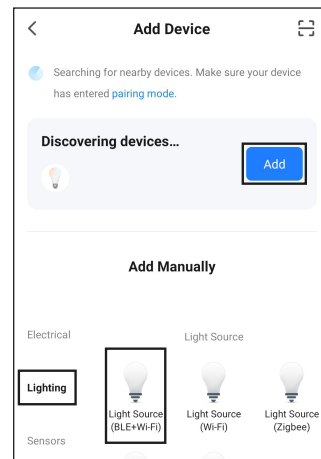 Add Device
Searching for nearby devices. Make sure your device
has entered pairing mode.
Discovering devices...
Add
Add Manually
Electrical
Light Source
Lighting
Light Source
(BLE+Wi-Fi)
Light Source
(Wi-Fi)
Light Source
(Zigbee)
Sensors